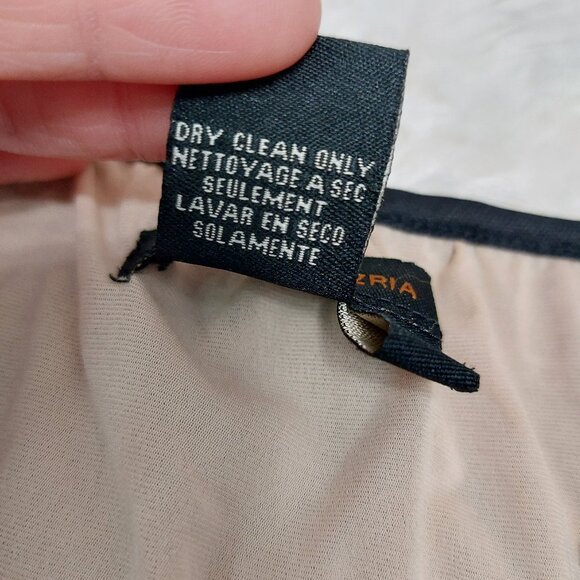 DRY CLEAN ONLY
NETTOYAGE A SEC
SEULEMENT
LAVAR EN SECO
SOLAMENTE
ZRIA